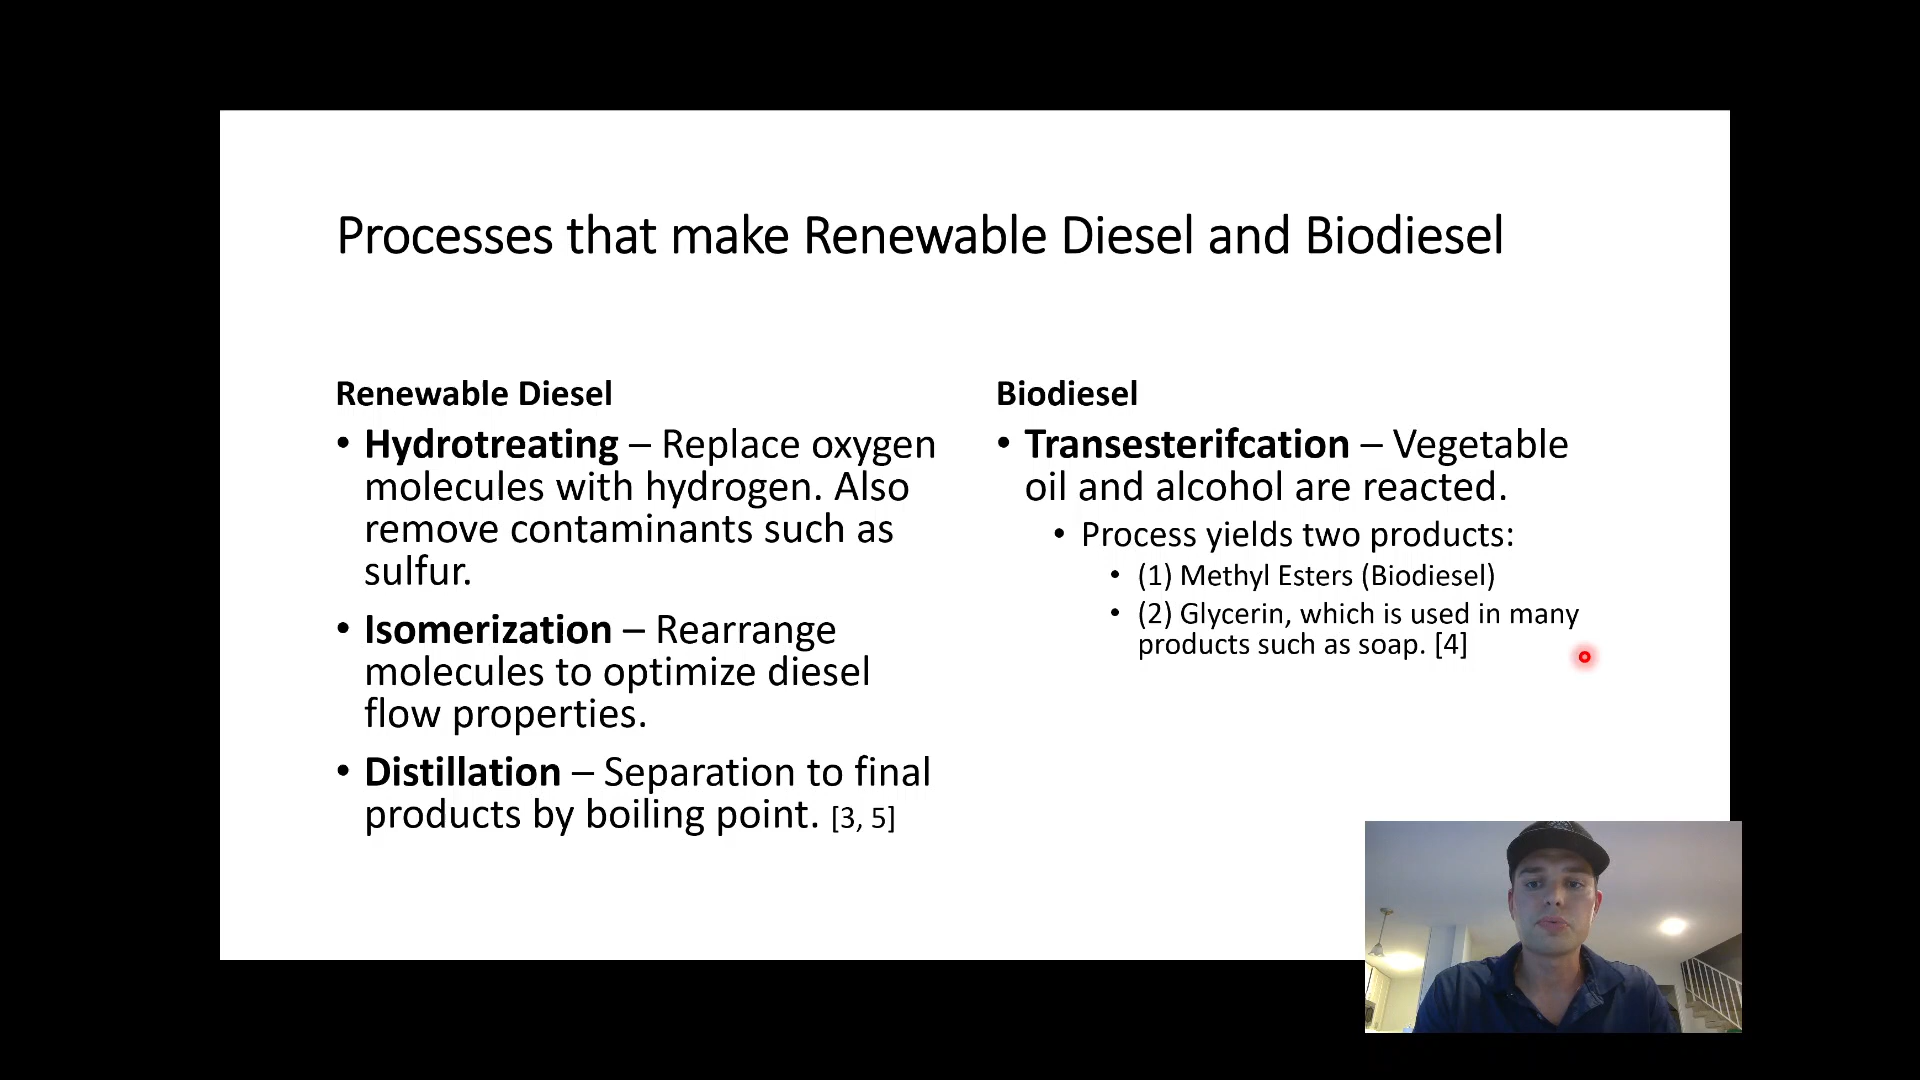 Processes that make Renewable Diesel and Biodiesel
Renewable Diesel
• Hydrotreating – Replace oxygen
molecules with hydrogen. Also
remove contaminants such as
sulfur.
• Isomerization – Rearrange
molecules to optimize diesel
flow properties.
• Distillation – Separation to final
products by boiling point. [3, 5]
Biodiesel
• Transesterifcation – Vegetable
oil and alcohol are reacted.
• Process yields two products:
• (1) Methyl Esters (Biodiesel)
• (2) Glycerin, which is used in many
products such as soap. [4]